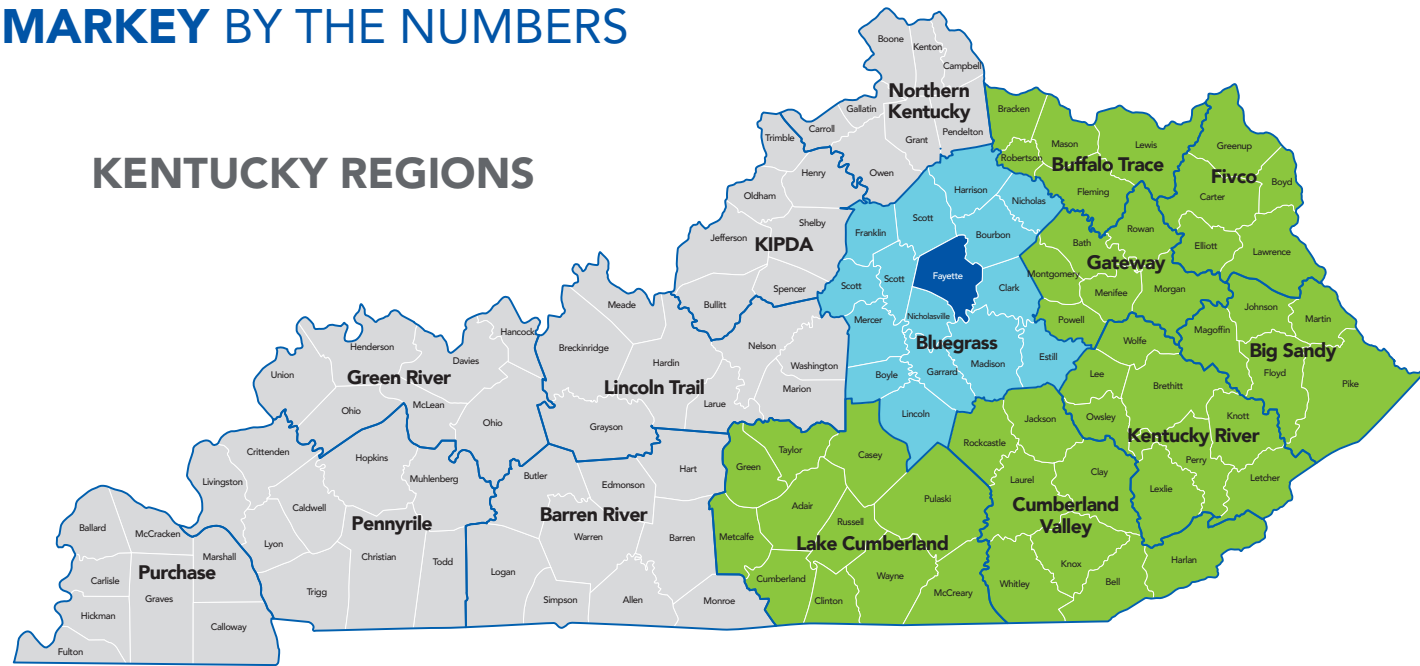 MARKEY BY THE NUMBERS
KENTUCKY REGIONS
Boone
Kenton
Campbell
Northern
Kentucky
Gallatin
Carroll
Grant
Pendelton
Owen
Trimble
Henry
Oldham
Shelby
Jefferson
KIPDA
Spencer
Bullitt
Bracken
Mason
Lewis
Robertson
Buffalo Trace
Fleming
Greenup
Fivco
Boyd
Carter
Elliott
Lawrence
Rowan
Bath
Gateway
Montgomery
Menifee
Morgan
Powell
Harrison
Nicholas
Scott
Franklin
Bourbon
Fayette
Scott
Scott
Clark
Mercer
Nicholasville
Bluegrass
Madison
Estill
Boyle
Garrard
Lincoln
Johnson
Martin
Magoffin
Big Sandy
Floyd
Pike
Wolfe
Lee
Brethitt
Owsley
Knott
Kentucky River
Perry
Letcher
Lexlie
Meade
Breckinridge
Hardin
Nelson
Washington
Lincoln Trail
Marion
Larue
Grayson
Hancock
Henderson
Davies
Union
Green River
McLean
Ohio
Ohio
Crittenden
Hopkins
Livingston
Muhlenberg
Caldwell
Pennyrile
Lyon
Christian
Todd
Trigg
Butler
Hart
Edmonson
Barren River
Warren
Barren
Logan
Simpson
Allen
Monroe
Ballard
McCracken
Marshall
Purchase
Carlisle
Graves
Hickman
Calloway
Fulton
Green
Taylor
Casey
Adair
Pulaski
Russell
Metcalfe
Lake Cumberland
Cumberland
Wayne
Clinton
McCreary
Rockcastle
Jackson
Laurel
Clay
Cumberland
Valley
Knox
Whitley
Bell
Harlan